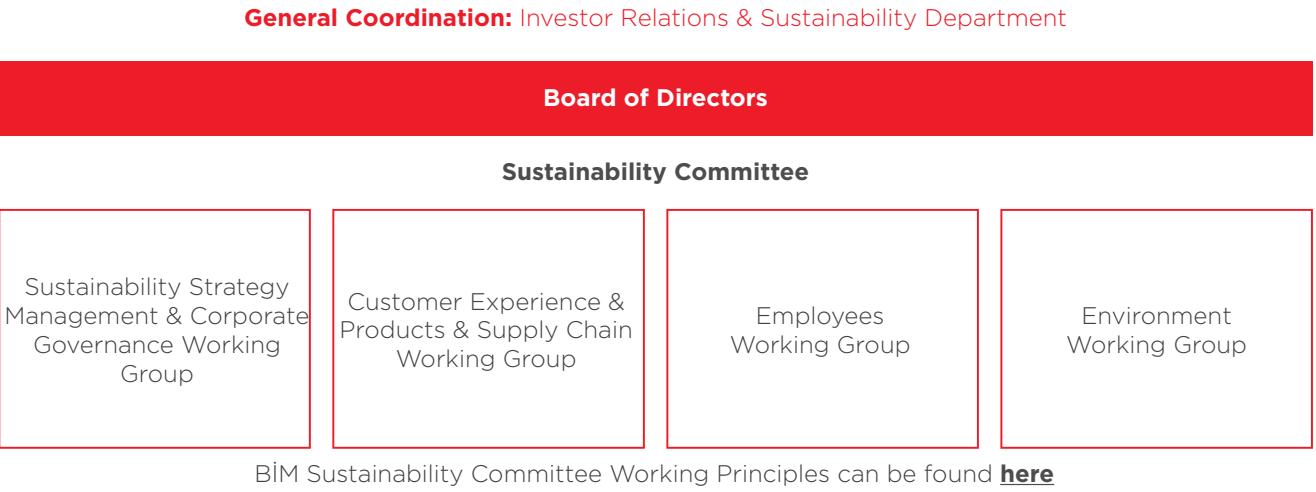 General Coordination: Investor Relations & Sustainability Department
Board of Directors
Sustainability Committee
Sustainability Strategy
Management & Corporate
Governance Working
Group
Customer Experience &
Products & Supply Chain
Working Group
Employees
Working Group
Environment
Working Group
BİM Sustainability Committee Working Principles can be found here